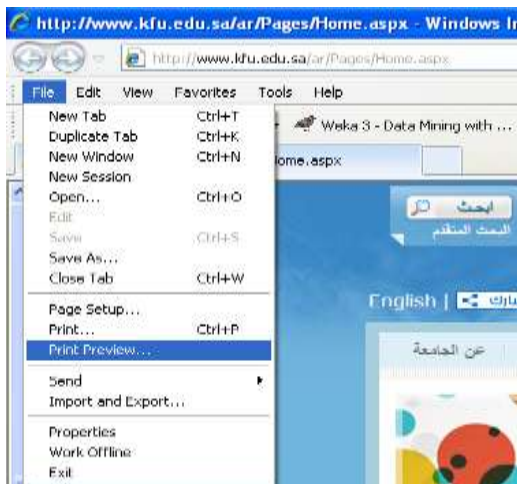 http://www.kfu.edu.sa/ar/Pages/Home.aspx - Windows In
http://www.kfu.edu.sa/ar/Pages/Home.aspx
File Edit View Favorites Tools Help
New Tab Ctrl+T
Duplicate Tab Ctrl+K
New Window Ctrl+N
New Session
Open... Ctrl+O
Edit
Save Ctrl+S
Save As...
Close Tab Ctrl+W
Page Setup...
Print... Ctrl+P
Print Preview...
Send
Import and Export...
Properties
Work Offline
Exit
Weka 3 - Data Mining with ...
ome.aspx
ابحث
البحث المتقدم
English |
عن الجامعة